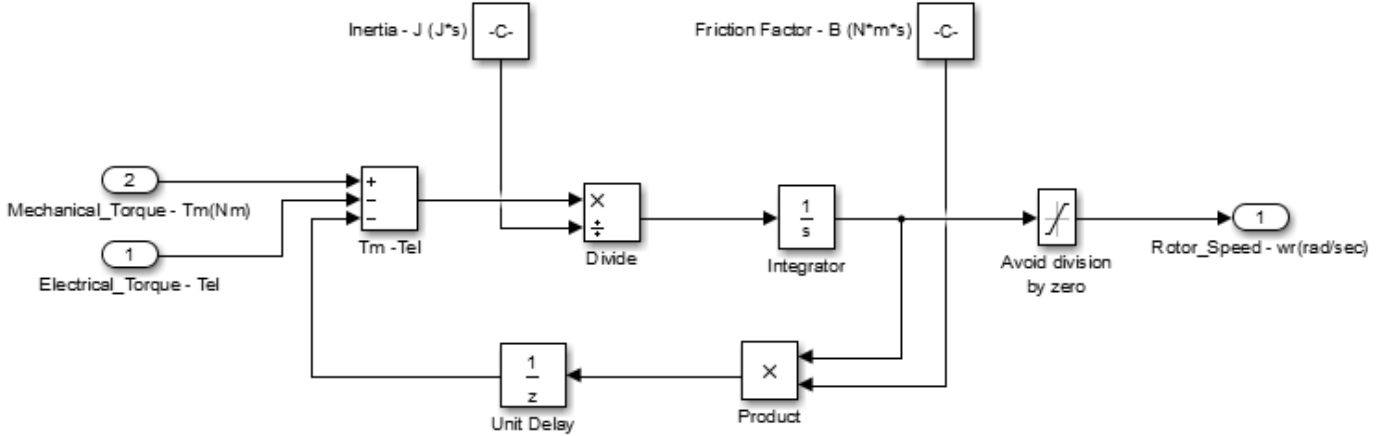 Inertia - J (J*s)
-C-
Friction Factor - B (N*m*s)
-C-
2
Mechanical_Torque - Tm(Nm)
1
Electrical_Torque - Tel
+
−
−
Tm -Tel
×
÷
Divide
1
s
Integrator
Avoid division
by zero
1
Rotor_Speed - wr(rad/sec)
1
z
Unit Delay
×
Product